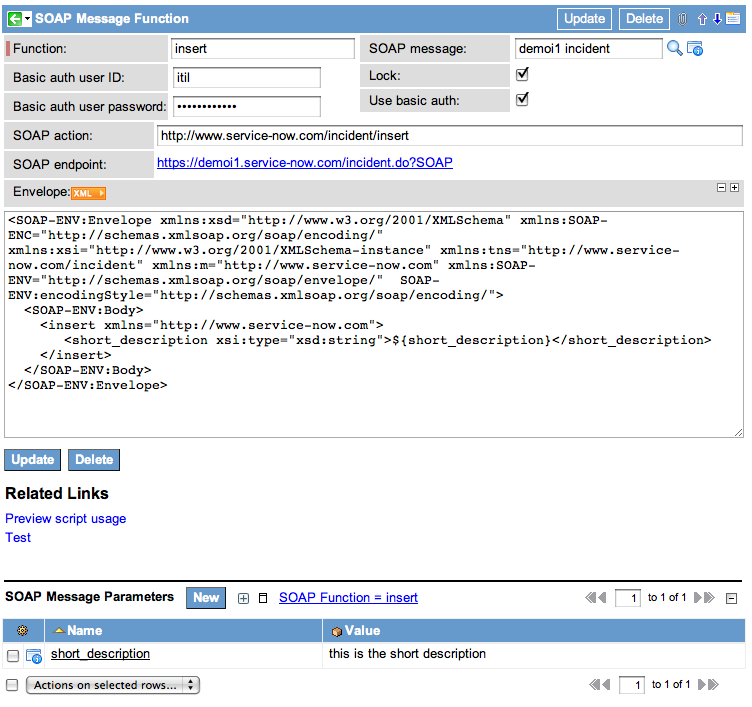 SOAP Message Function Update Delete
Function: insert SOAP message: demoi1 incident
Basic auth user ID: itil Lock:
Basic auth user password: •••••••••••• Use basic auth:
SOAP action: http://www.service-now.com/incident/insert
SOAP endpoint: https://demoi1.service-now.com/incident.do?SOAP
Envelope: XML
<SOAP-ENV:Envelope xmlns:xsd="http://www.w3.org/2001/XMLSchema" xmlns:SOAP-
ENC="http://schemas.xmlsoap.org/soap/encoding/"
xmlns:xsi="http://www.w3.org/2001/XMLSchema-instance" xmlns:tns="http://www.service-
now.com/incident" xmlns:m="http://www.service-now.com" xmlns:SOAP-
ENV="http://schemas.xmlsoap.org/soap/envelope/"  SOAP-
ENV:encodingStyle="http://schemas.xmlsoap.org/soap/encoding/">
  <SOAP-ENV:Body>
    <insert xmlns="http://www.service-now.com">
       <short_description xsi:type="xsd:string">${short_description}</short_description>
    </insert>
  </SOAP-ENV:Body>
</SOAP-ENV:Envelope>
Update Delete
Related Links
Preview script usage
Test
SOAP Message Parameters New SOAP Function = insert 1 to 1 of 1
Name Value
short_description this is the short description
Actions on selected rows... 1 to 1 of 1